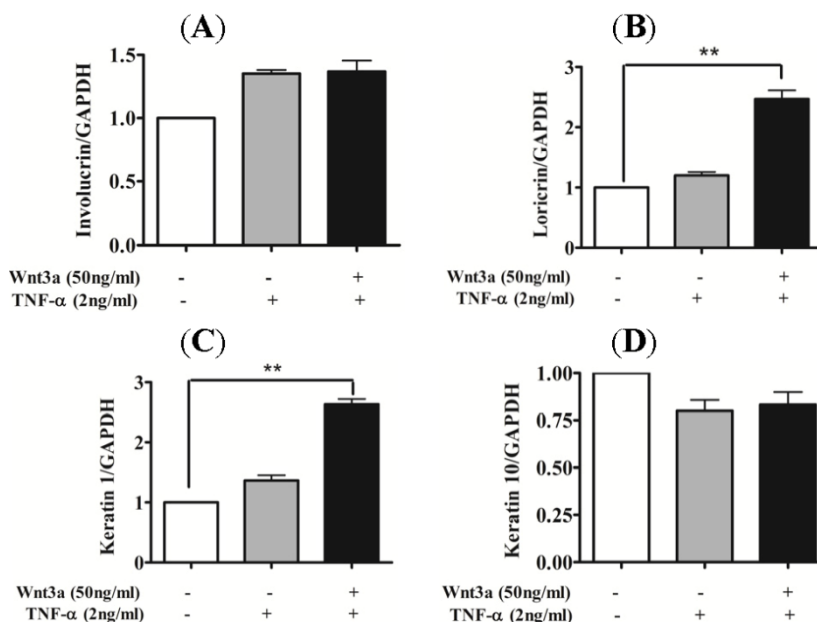 (A)
Involucrin/GAPDH
1.5
1.0
0.5
0.0
Wnt3a (50ng/ml) - - +
TNF-α (2ng/ml) - + +
(B)
**
Loricrin/GAPDH
3
2
1
0
Wnt3a (50ng/ml) - - +
TNF-α (2ng/ml) - + +
(C)
**
Keratin 1/GAPDH
3
2
1
0
Wnt3a (50ng/ml) - - +
TNF-α (2ng/ml) - + +
(D)
Keratin 10/GAPDH
1.00
0.75
0.50
0.25
0.00
Wnt3a (50ng/ml) - - +
TNF-α (2ng/ml) - + +